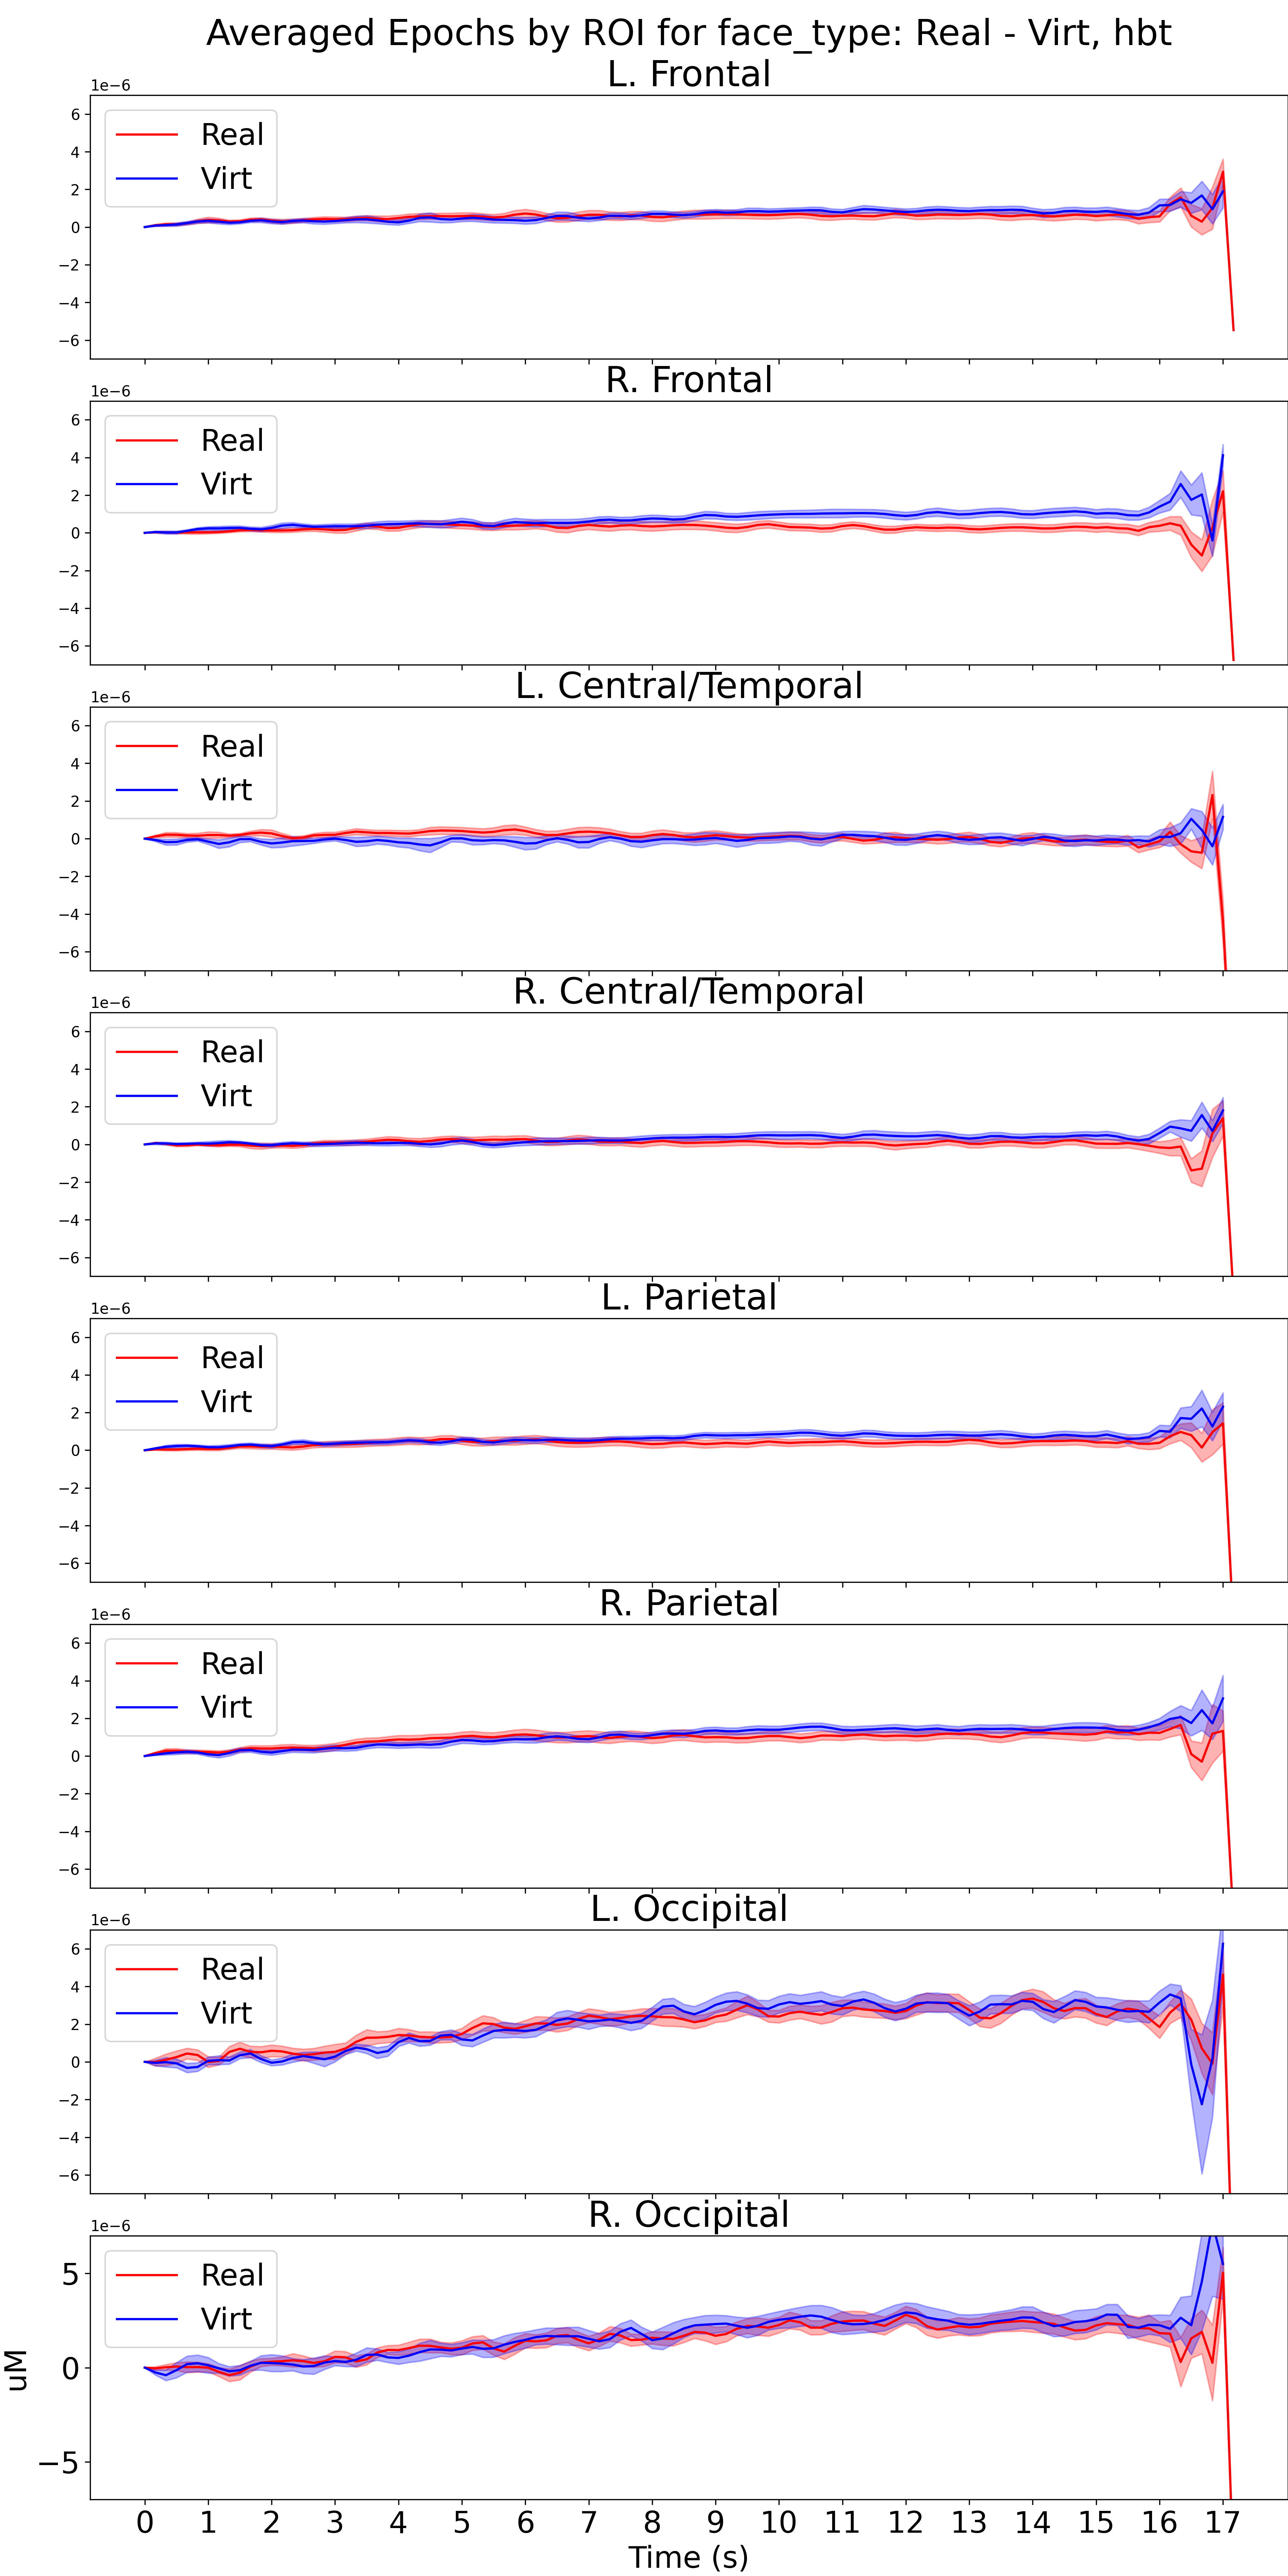 Averaged Epochs by ROI for face_type: Real - Virt, hbt
L. Frontal
1e−6
6
4
2
0
−2
−4
−6
Real
Virt
R. Frontal
1e−6
6
4
2
0
−2
−4
−6
Real
Virt
L. Central/Temporal
1e−6
6
4
2
0
−2
−4
−6
Real
Virt
R. Central/Temporal
1e−6
6
4
2
0
−2
−4
−6
Real
Virt
L. Parietal
1e−6
6
4
2
0
−2
−4
−6
Real
Virt
R. Parietal
1e−6
6
4
2
0
−2
−4
−6
Real
Virt
L. Occipital
1e−6
6
4
2
0
−2
−4
−6
Real
Virt
R. Occipital
1e−6
5
0
−5
uM
Real
Virt
0 1 2 3 4 5 6 7 8 9 10 11 12 13 14 15 16 17
Time (s)